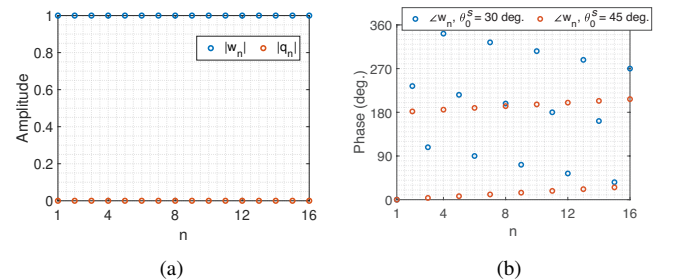 1
0.8
0.6
0.4
0.2
0
Amplitude
|w_n| |q_n|
1 4 8 12 16
n
(a)
∠w_n, θ_0^s = 30 deg. ∠w_n, θ_0^s = 45 deg.
360
270
180
90
0
Phase (deg.)
1 4 8 12 16
n
(b)